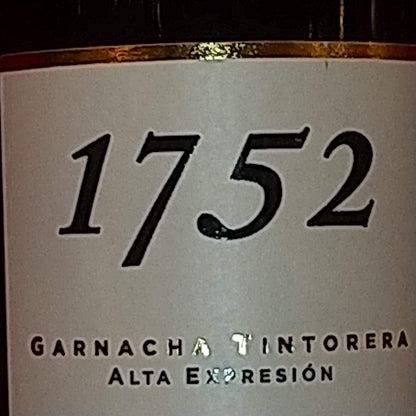 1752
GARNACHA TINTORERA
ALTA EXPRESIÓN